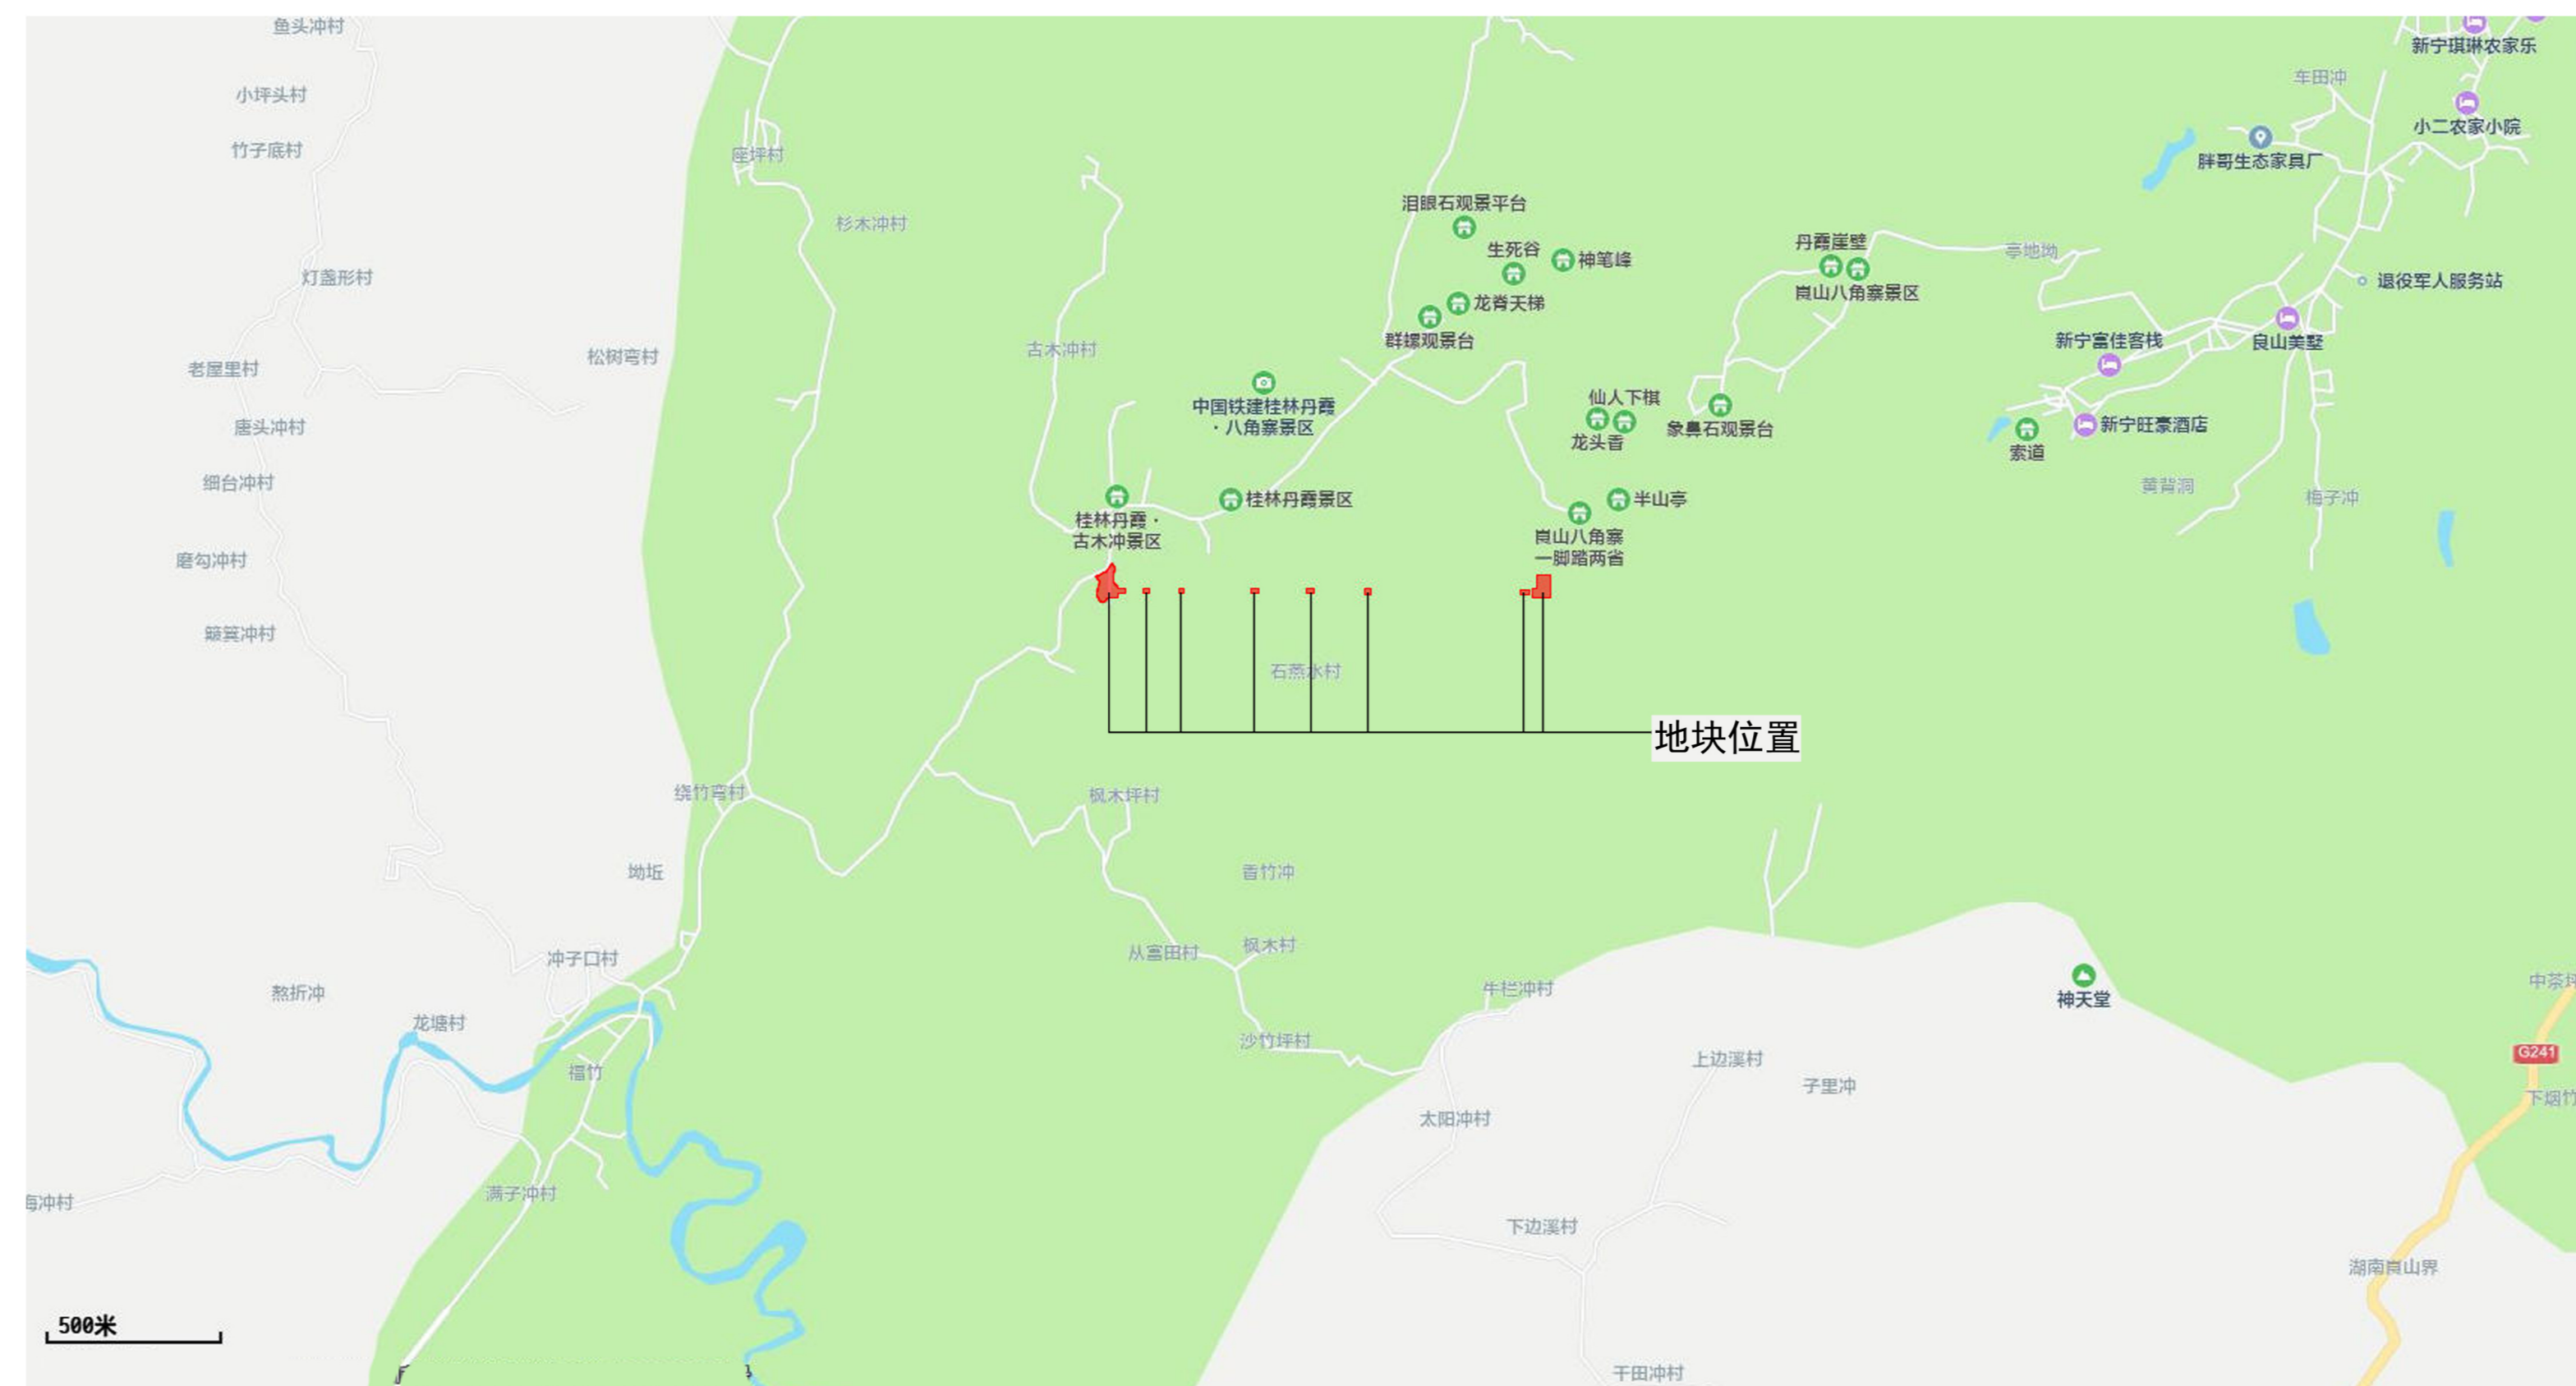 鱼头冲村
新宁琪琳农家乐
车田冲
小坪头村
小二农家小院
竹子底村
座坪村
胖哥生态家具厂
泪眼石观景平台
杉木冲村
丹霞崖壁
生死谷
神笔峰
亭地坳
灯盏形村
退役军人服务站
崀山八角寨景区
龙脊天梯
群螺观景台
新宁富佳客栈
良山美墅
古木冲村
松树弯村
老屋里村
仙人下棋
中国铁建桂林丹霞
·八角寨景区
唐头冲村
象鼻石观景台
新宁旺豪酒店
龙头香
索道
细台冲村
黄背洞
梅子冲
桂林丹霞景区
半山亭
桂林丹霞·
古木冲景区
崀山八角寨
一脚踏两省
磨勾冲村
簸箕冲村
石燕水村
地块位置
绕竹弯村
枫木坪村
坳坵
香竹冲
枫木村
从富田村
冲子口村
中茶坪
牛栏冲村
熬折冲
神天堂
龙塘村
沙竹坪村
G241
上边溪村
福竹
子里冲
下烟竹
太阳冲村
满子冲村
海冲村
下边溪村
湖南崀山界
500米
干田冲村